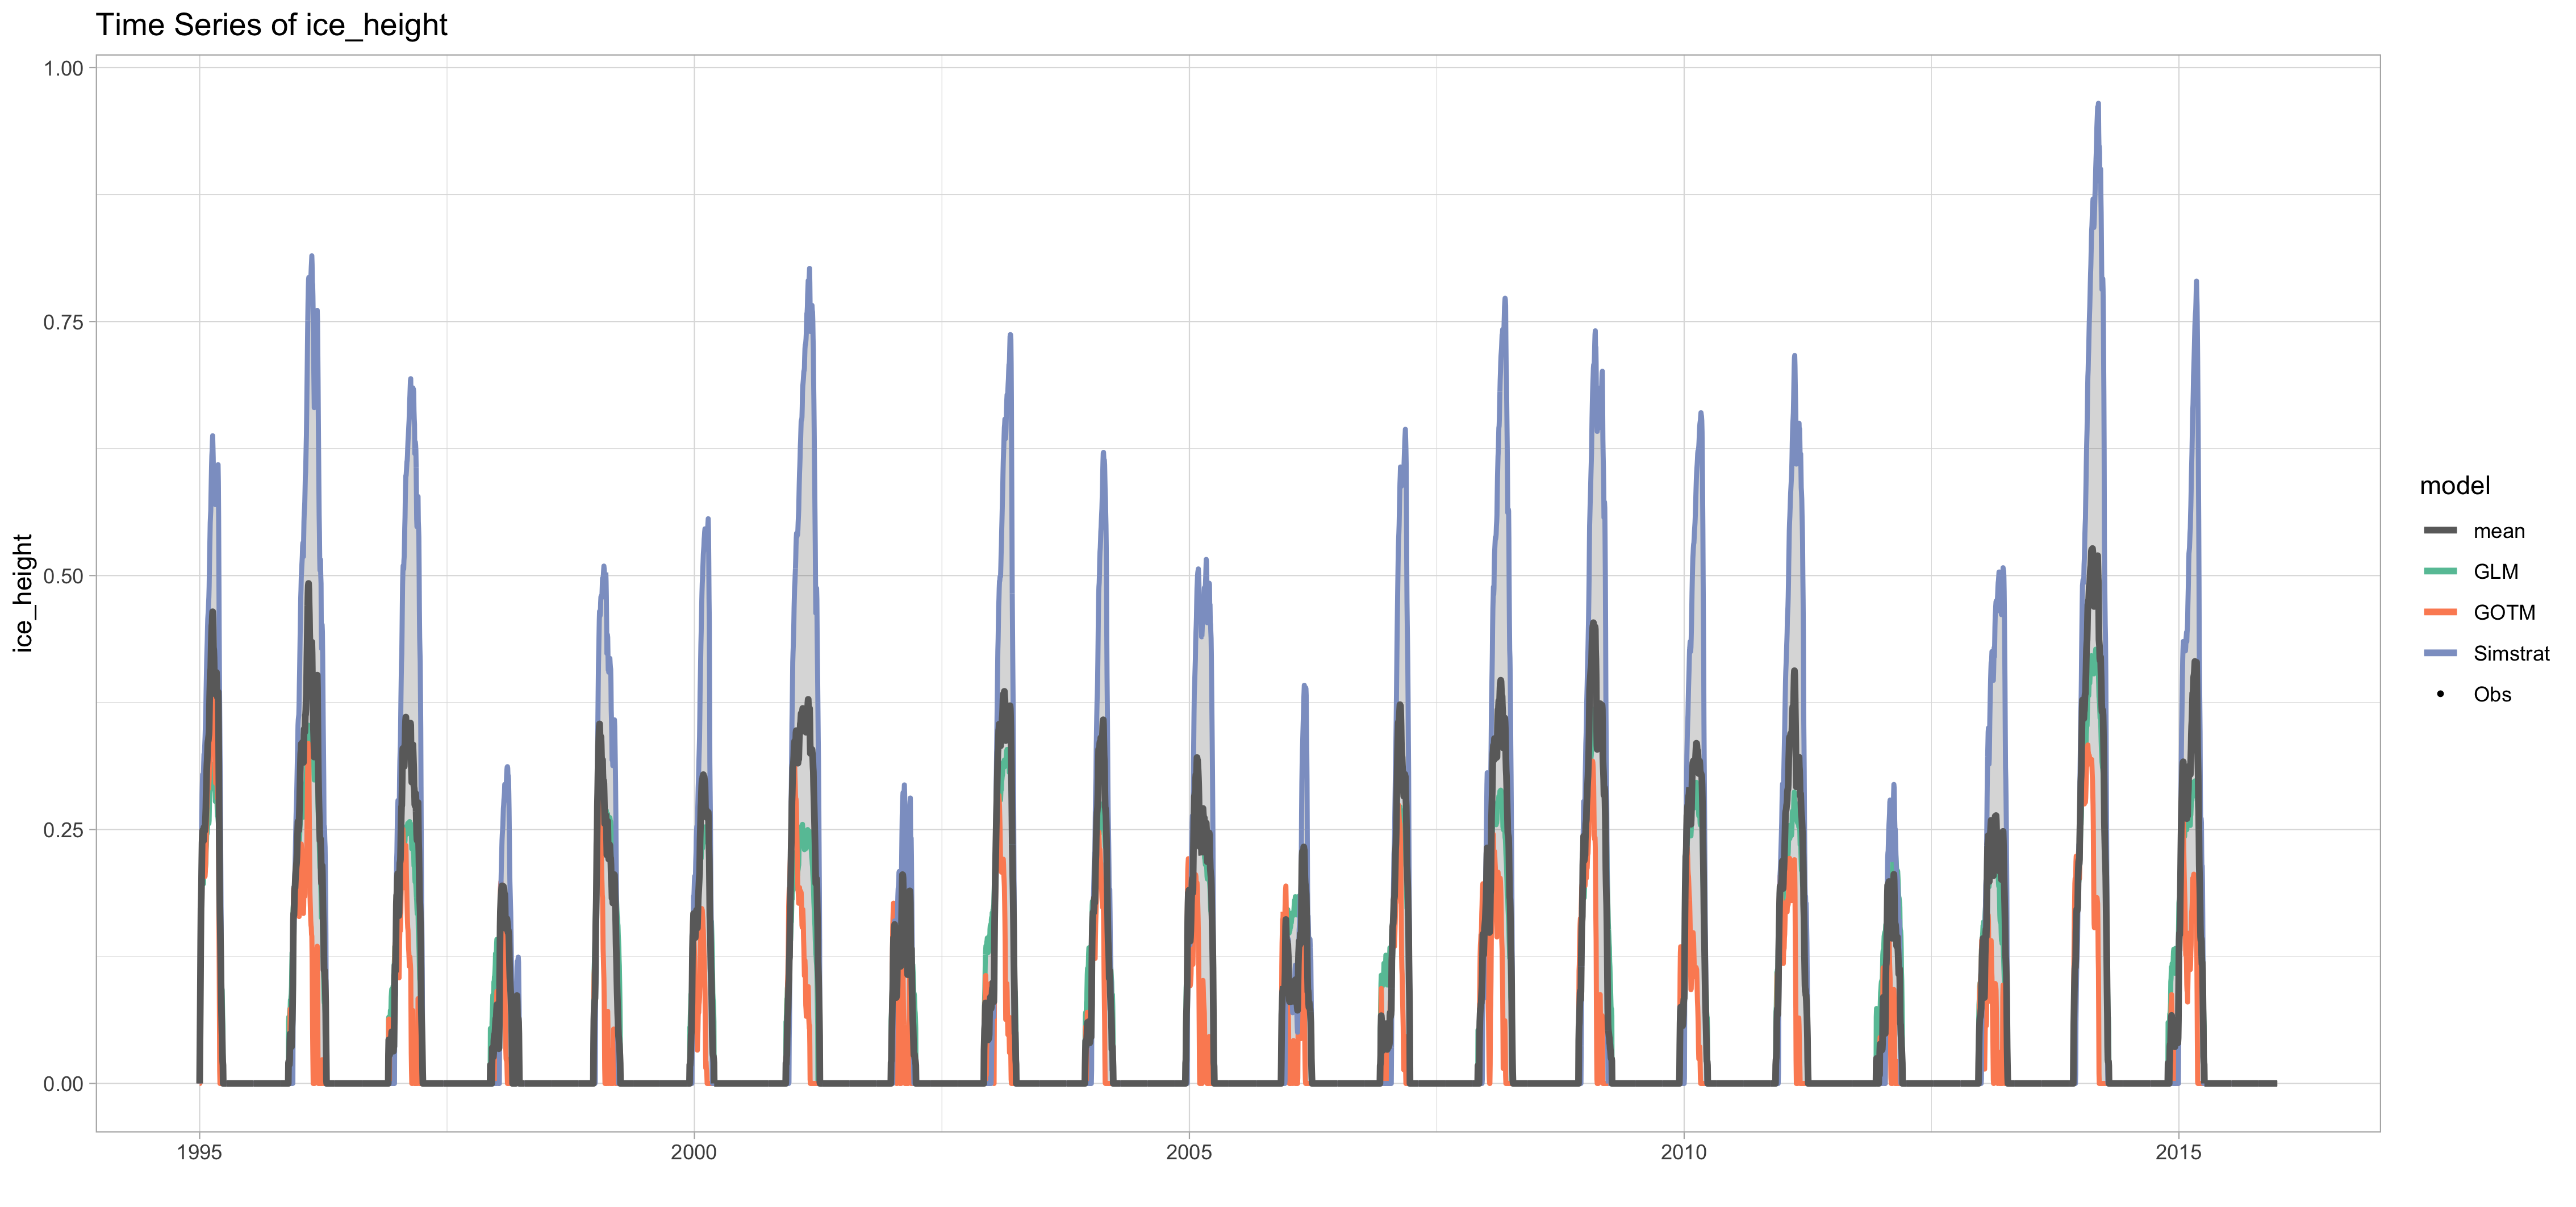 Time Series of ice_height
1.00
0.75
0.50
0.25
0.00
ice_height
1995
2000
2005
2010
2015
model
mean
GLM
GOTM
Simstrat
Obs